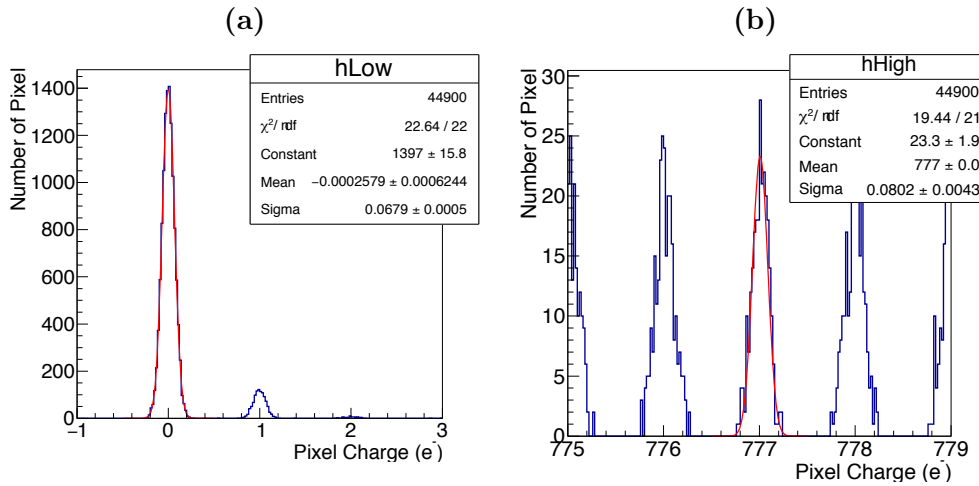 (a)
(b)
hLow
Entries 44900
χ²/ ndf 22.64 / 22
Constant 1397 ± 15.8
Mean −0.0002579 ± 0.0006244
Sigma 0.0679 ± 0.0005
Number of Pixel
1400
1200
1000
800
600
400
200
0
−1 0 1 2 3
Pixel Charge (e⁻)
hHigh
Entries 44900
χ²/ ndf 19.44 / 21
Constant 23.3 ± 1.9
Mean 777 ± 0.0
Sigma 0.0802 ± 0.0043
Number of Pixel
30
25
20
15
10
5
0
775 776 777 778 779
Pixel Charge (e⁻)